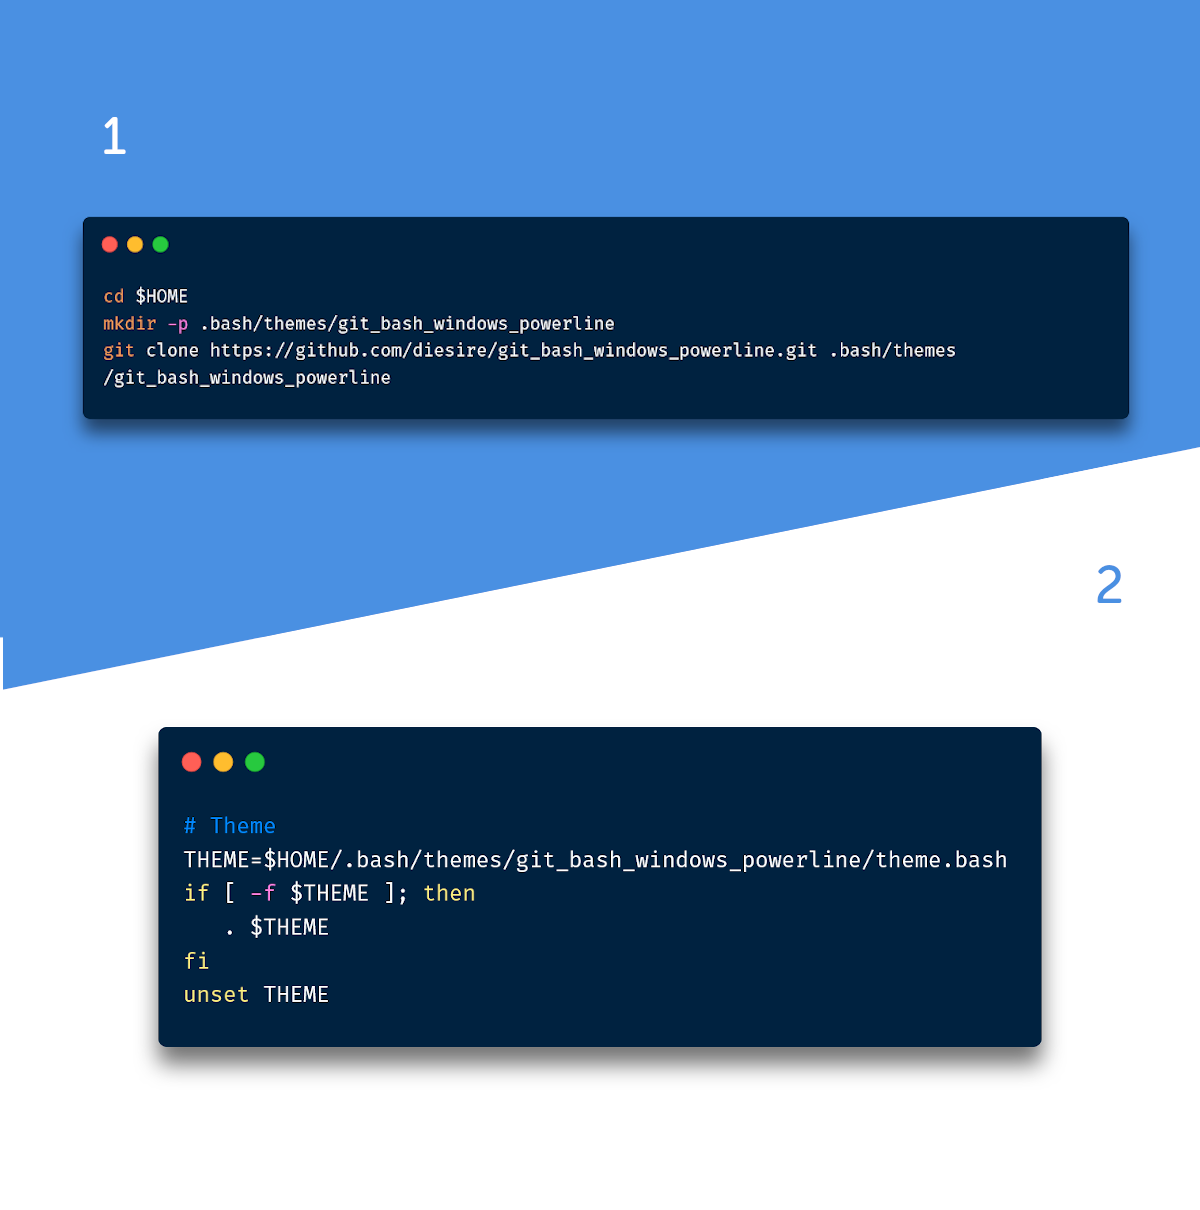 1
cd $HOME
mkdir -p .bash/themes/git_bash_windows_powerline
git clone https://github.com/diesire/git_bash_windows_powerline.git .bash/themes
/git_bash_windows_powerline
2
# Theme
THEME=$HOME/.bash/themes/git_bash_windows_powerline/theme.bash
if [ -f $THEME ]; then
   . $THEME
fi
unset THEME